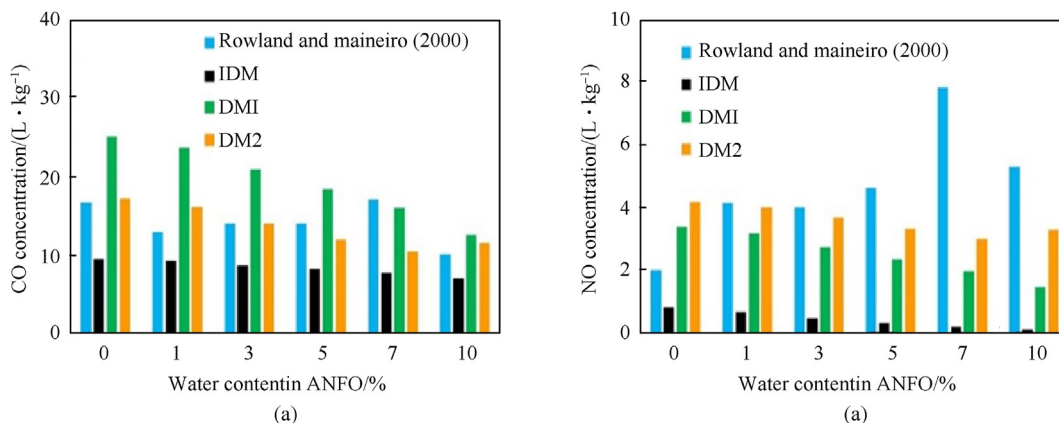 40
30
20
10
0
CO concentration/(L • kg⁻¹)
Rowland and maineiro (2000)
IDM
DMI
DM2
0 1 3 5 7 10
Water contentin ANFO/%
(a)
10
8
6
4
2
0
NO concentration/(L • kg⁻¹)
Rowland and maineiro (2000)
IDM
DMI
DM2
0 1 3 5 7 10
Water contentin ANFO/%
(a)